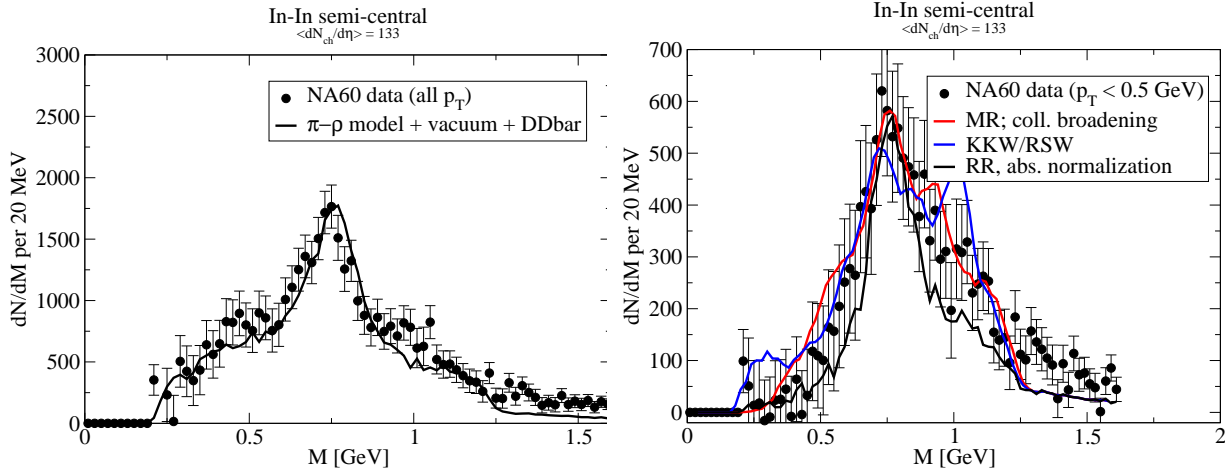 In-In semi-central
<dN_ch/dη> = 133
NA60 data (all p_T)
π−ρ model + vacuum + DDbar
dN/dM per 20 MeV
3000
2500
2000
1500
1000
500
0
0
0.5
1
1.5
M [GeV]
In-In semi-central
<dN_ch/dη> = 133
NA60 data (p_T < 0.5 GeV)
MR; coll. broadening
KKW/RSW
RR, abs. normalization
dN/dM per 20 MeV
700
600
500
400
300
200
100
0
0
0.5
1
1.5
2
M [GeV]